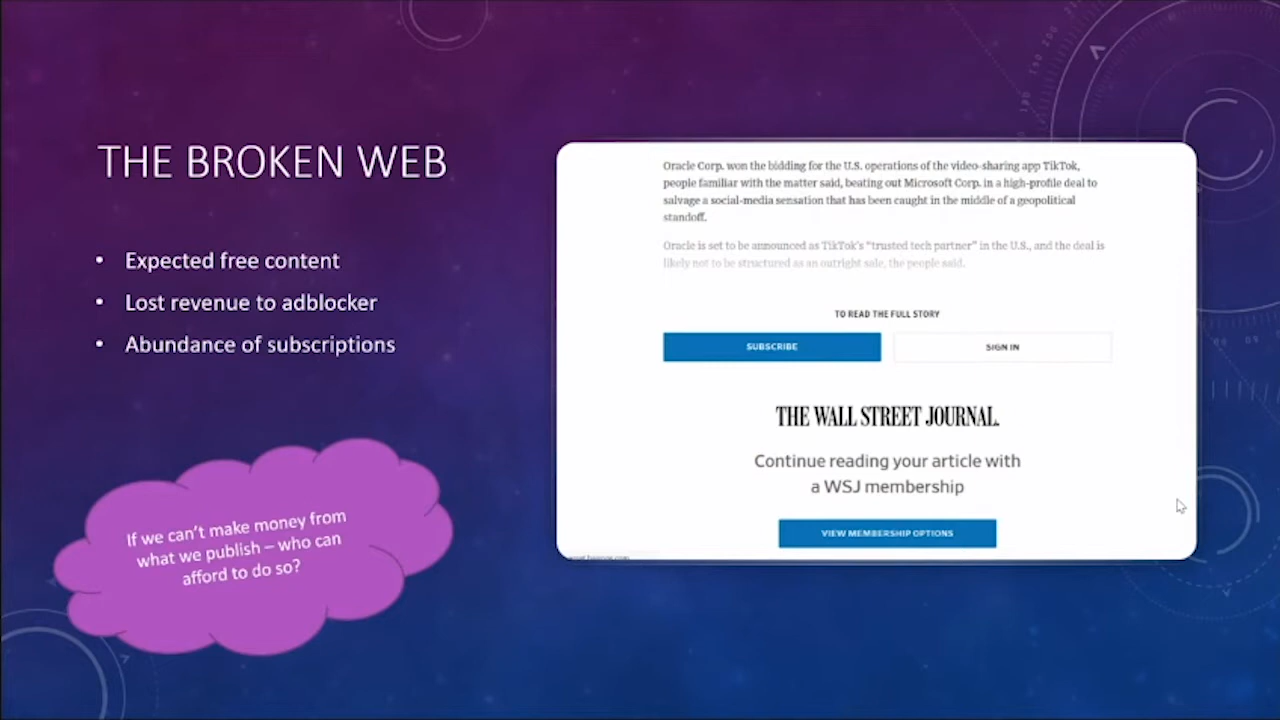 THE BROKEN WEB
• Expected free content
• Lost revenue to adblocker
• Abundance of subscriptions
If we can't make money from
what we publish – who can
afford to do so?
Oracle Corp. won the bidding for the U.S. operations of the video-sharing app TikTok,
people familiar with the matter said, beating out Microsoft Corp. in a high-profile deal to
salvage a social-media sensation that has been caught in the middle of a geopolitical
standoff.
Oracle is set to be announced as TikTok's “trusted tech partner” in the U.S., and the deal is
likely not to be structured as an outright sale, the people said.
TO READ THE FULL STORY
SUBSCRIBE
SIGN IN
THE WALL STREET JOURNAL.
Continue reading your article with
a WSJ membership
VIEW MEMBERSHIP OPTIONS